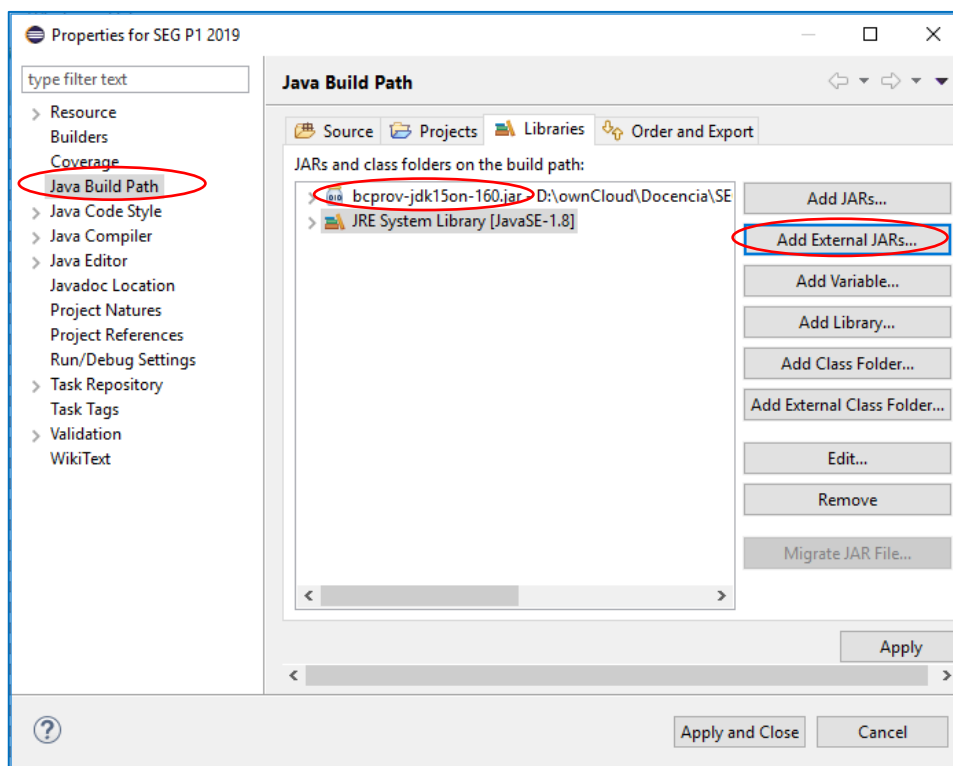 Properties for SEG P1 2019
type filter text
Resource
Builders
Coverage
Java Build Path
Java Code Style
Java Compiler
Java Editor
Javadoc Location
Project Natures
Project References
Run/Debug Settings
Task Repository
Task Tags
Validation
WikiText
Java Build Path
Source Projects Libraries Order and Export
JARs and class folders on the build path:
bcprov-jdk15on-160.jar - D:\ownCloud\Docencia\SE
JRE System Library [JavaSE-1.8]
Add JARs...
Add External JARs...
Add Variable...
Add Library...
Add Class Folder...
Add External Class Folder...
Edit...
Remove
Migrate JAR File...
Apply
Apply and Close Cancel